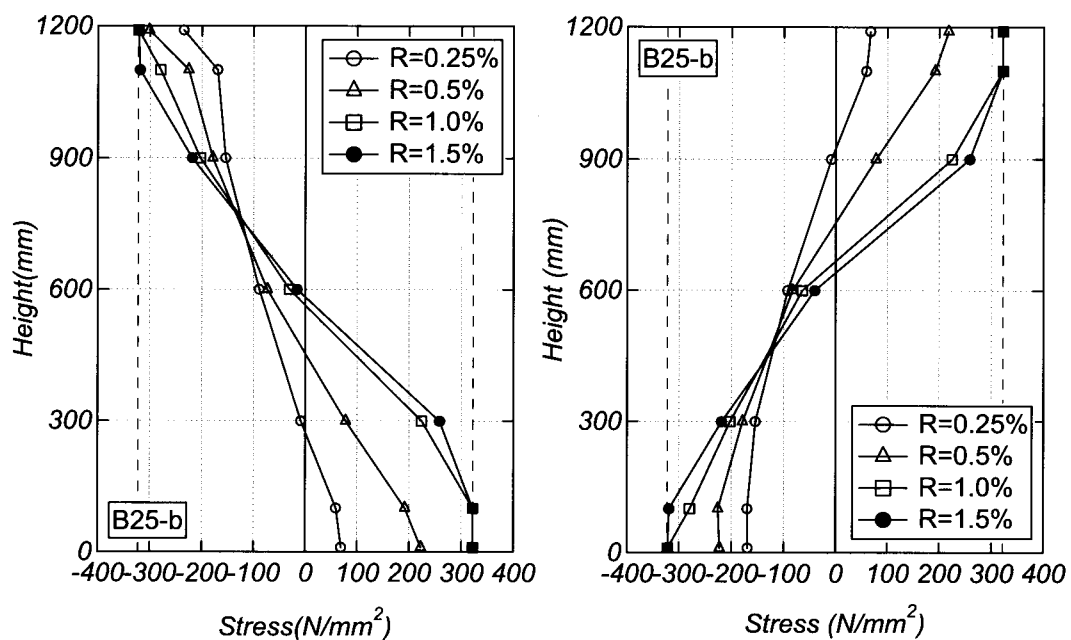 1200
900
600
300
0
Height(mm)
R=0.25%
R=0.5%
R=1.0%
R=1.5%
B25-b
-400 -300 -200 -100 0 100 200 300 400
Stress(N/mm²)
1200
900
600
300
0
Height (mm)
B25-b
R=0.25%
R=0.5%
R=1.0%
R=1.5%
-400 -300 -200 -100 0 100 200 300 400
Stress (N/mm²)